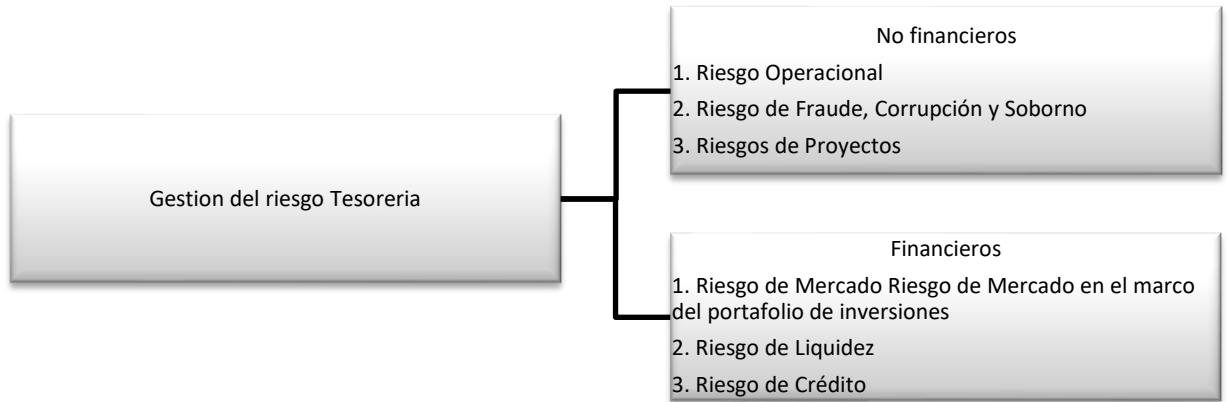 Gestion del riesgo Tesoreria
No financieros
1. Riesgo Operacional
2. Riesgo de Fraude, Corrupción y Soborno
3. Riesgos de Proyectos
Financieros
1. Riesgo de Mercado Riesgo de Mercado en el marco
del portafolio de inversiones
2. Riesgo de Liquidez
3. Riesgo de Crédito